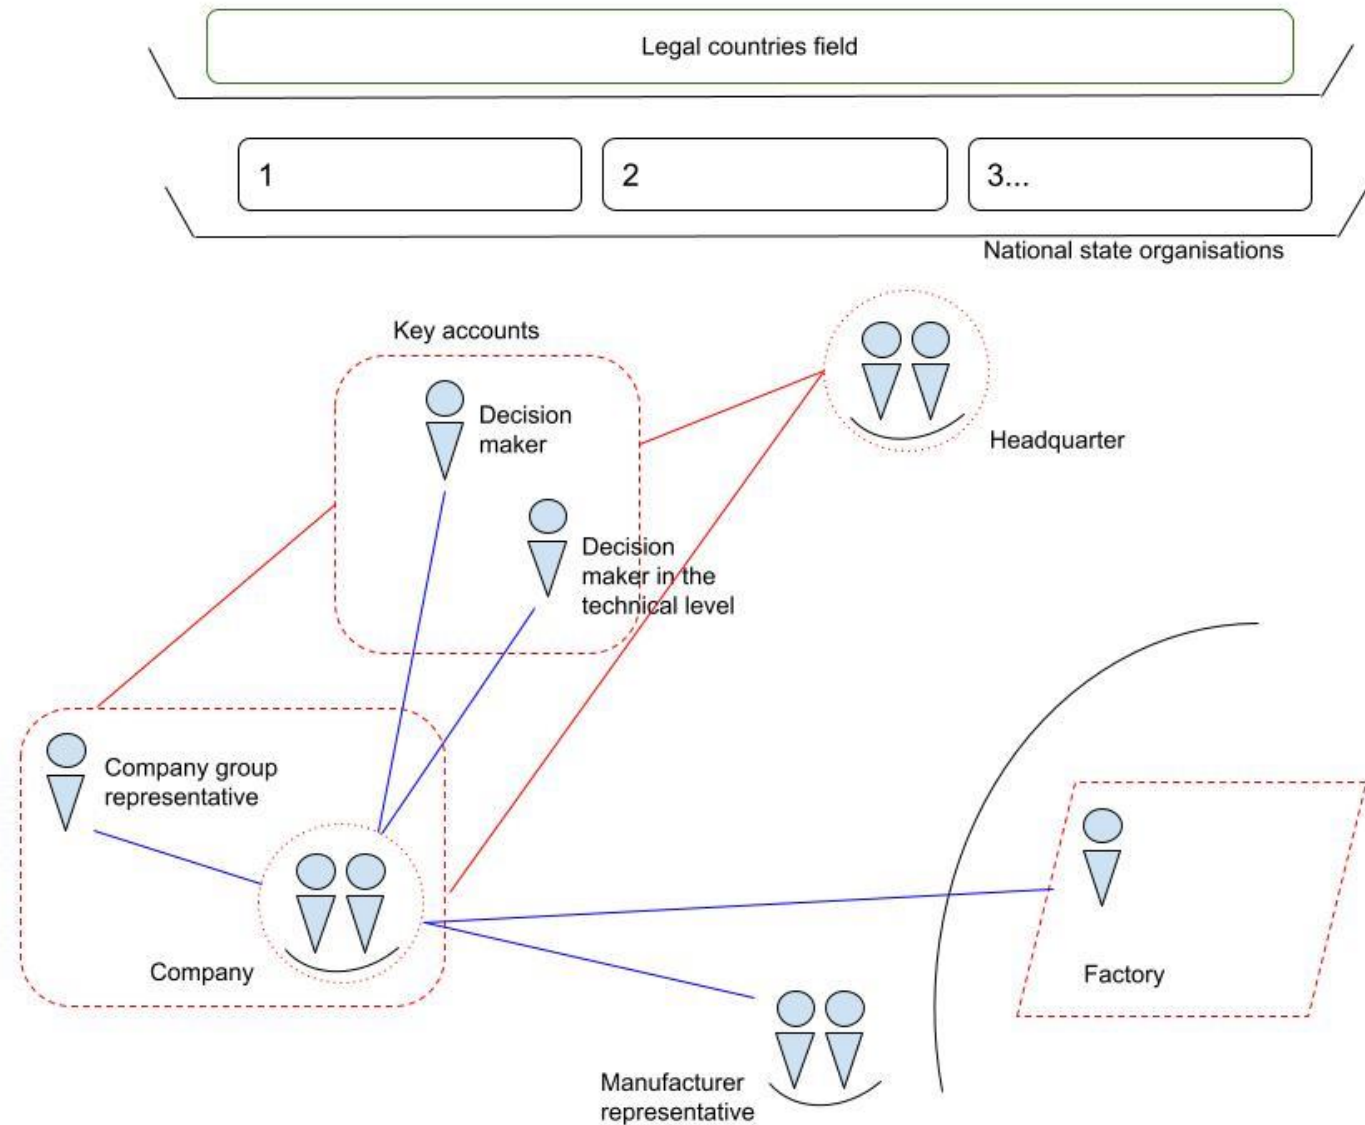 Legal countries field
1
2
3...
National state organisations
Key accounts
Decision
maker
Headquarter
Decision
maker in the
technical level
Company group
representative
Company
Factory
Manufacturer
representative